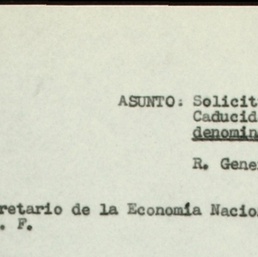 ASUNTO: Solicit
Caducid
denomin
R. Gene
retario de la Economía Nacio
. F.